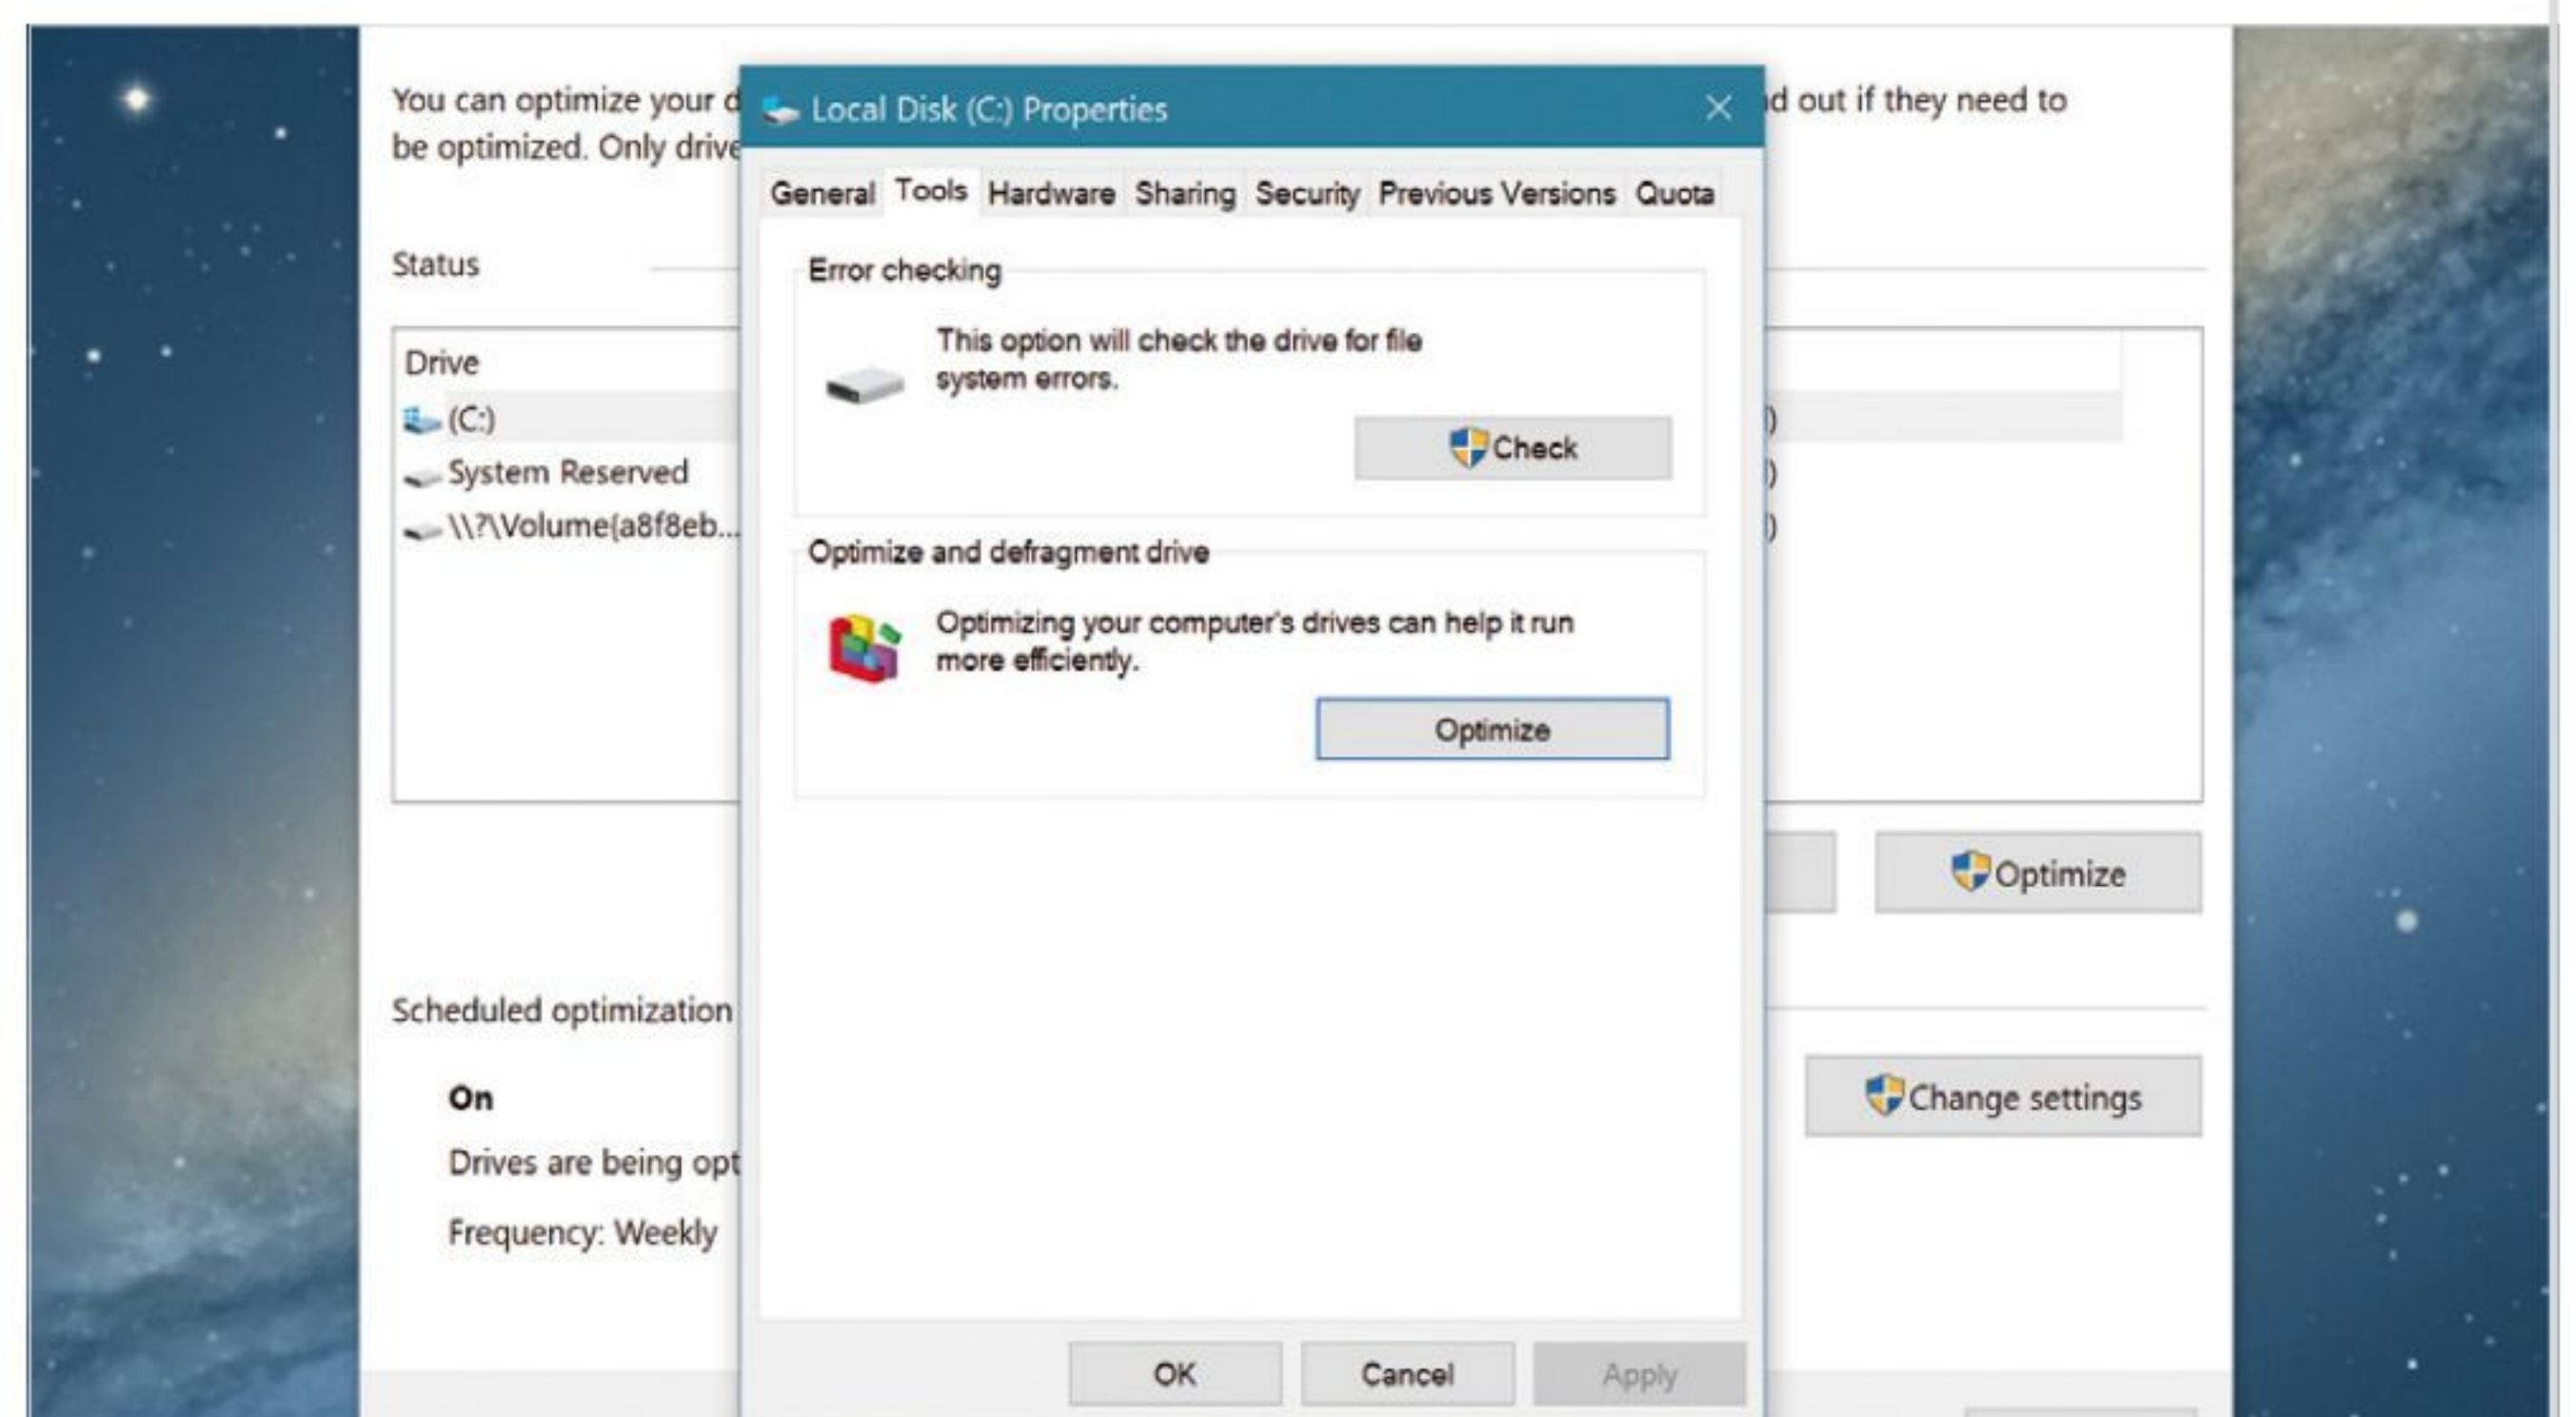 You can optimize your d
d out if they need to
be optimized. Only drive
Local Disk (C:) Properties
General Tools Hardware Sharing Security Previous Versions Quota
Status
Error checking
This option will check the drive for file
system errors.
Check
Drive
(C:)
System Reserved
\\?\Volume{a8f8eb...
Optimize and defragment drive
Optimizing your computer's drives can help it run
more efficiently.
Optimize
Optimize
Scheduled optimization
On
Drives are being opt
Frequency: Weekly
Change settings
OK Cancel Apply